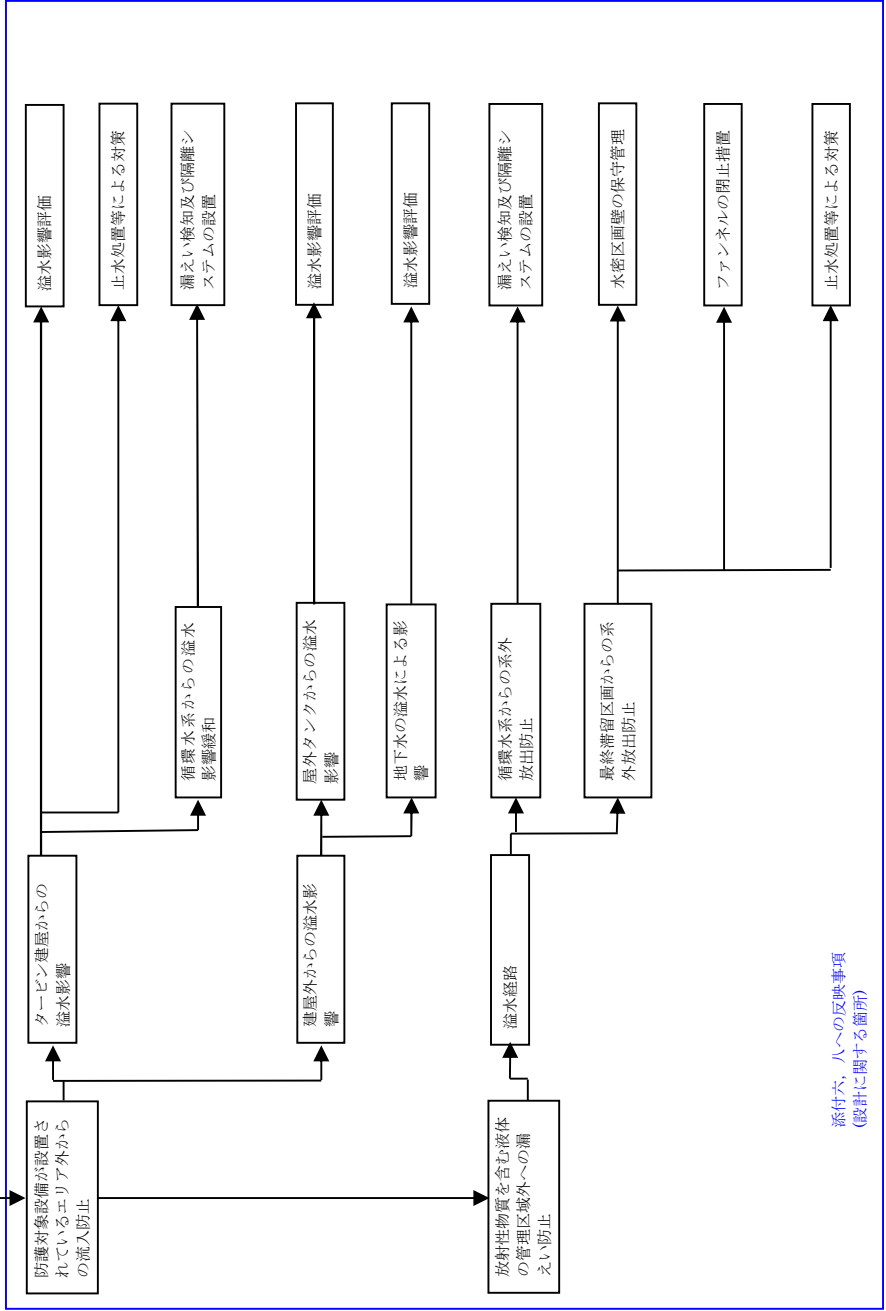 防護対象設備が設置さ
れているエリア外から
の流入防止
タービン建屋からの
溢水影響
溢水影響評価
止水処置等による対策
循環水系からの溢水
影響緩和
漏えい検知及び隔離シ
ステムの設置
建屋外からの溢水影
響
屋外タンクからの溢水
影響
溢水影響評価
地下水の溢水による影
響
溢水影響評価
放射性物質を含む液体
の管理区域外への漏
えい防止
溢水経路
循環水系からの系外
放出防止
漏えい検知及び隔離シ
ステムの設置
最終滞留区画からの系
外放出防止
水密区画壁の保守管理
ファンネルの閉止措置
止水処置等による対策
添付六，八への反映事項
(設計に関する箇所)